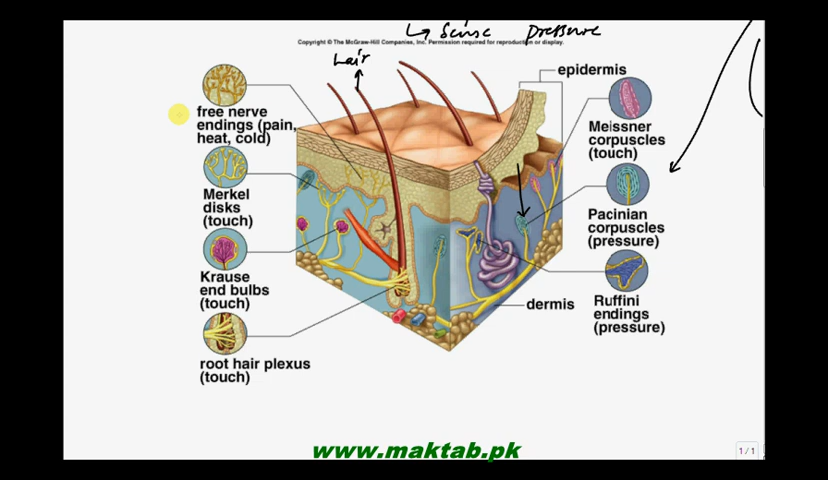 ↳ Sense pressure
Copyright © The McGraw-Hill Companies, Inc. Permission required for reproduction or display.
hair
epidermis
free nerve
endings (pain,
heat, cold)
Merkel
disks
(touch)
Krause
end bulbs
(touch)
root hair plexus
(touch)
Meissner
corpuscles
(touch)
Pacinian
corpuscles
(pressure)
Ruffini
endings
(pressure)
dermis
www.maktab.pk
1 / 1